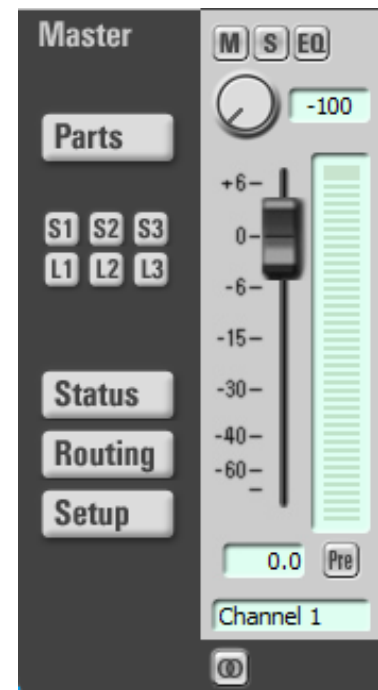 Master
Parts
S1 S2 S3
L1 L2 L3
Status
Routing
Setup
M S EQ
-100
+6
0
-6
-15
-30
-40
-60
0.0 Pre
Channel 1